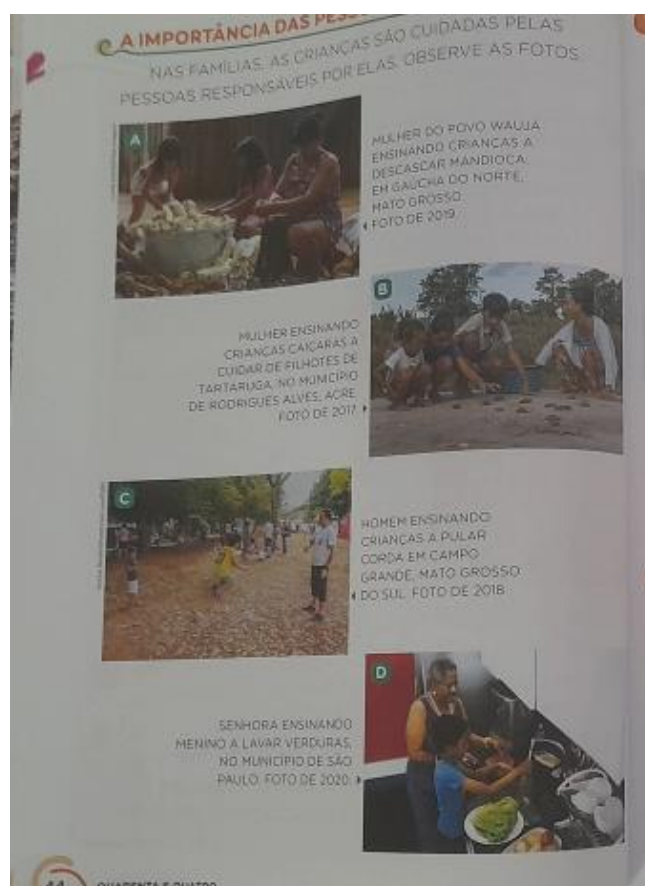 A IMPORTÂNCIA DAS
NAS FAMÍLIAS, AS CRIANÇAS SÃO CUIDADAS PELAS
PESSOAS RESPONSÁVEIS POR ELAS. OBSERVE AS FOTOS.
A
MULHER DO POVO WAUJA
ENSINANDO CRIANÇAS A
DESCASCAR MANDIOCA,
EM GAÚCHA DO NORTE,
MATO GROSSO.
FOTO DE 2019.
B
MULHER ENSINANDO
CRIANÇAS CAIÇARAS A
CUIDAR DE FILHOTES DE
TARTARUGA, NO MUNICÍPIO
DE RODRIGUES ALVES, ACRE.
FOTO DE 2017.
C
HOMEM ENSINANDO
CRIANÇAS A PULAR
CORDA EM CAMPO
GRANDE, MATO GROSSO
DO SUL. FOTO DE 2018.
D
SENHORA ENSINANDO
MENINO A LAVAR VERDURAS,
NO MUNICÍPIO DE SÃO
PAULO. FOTO DE 2020.
44 QUARENTA E QUATRO